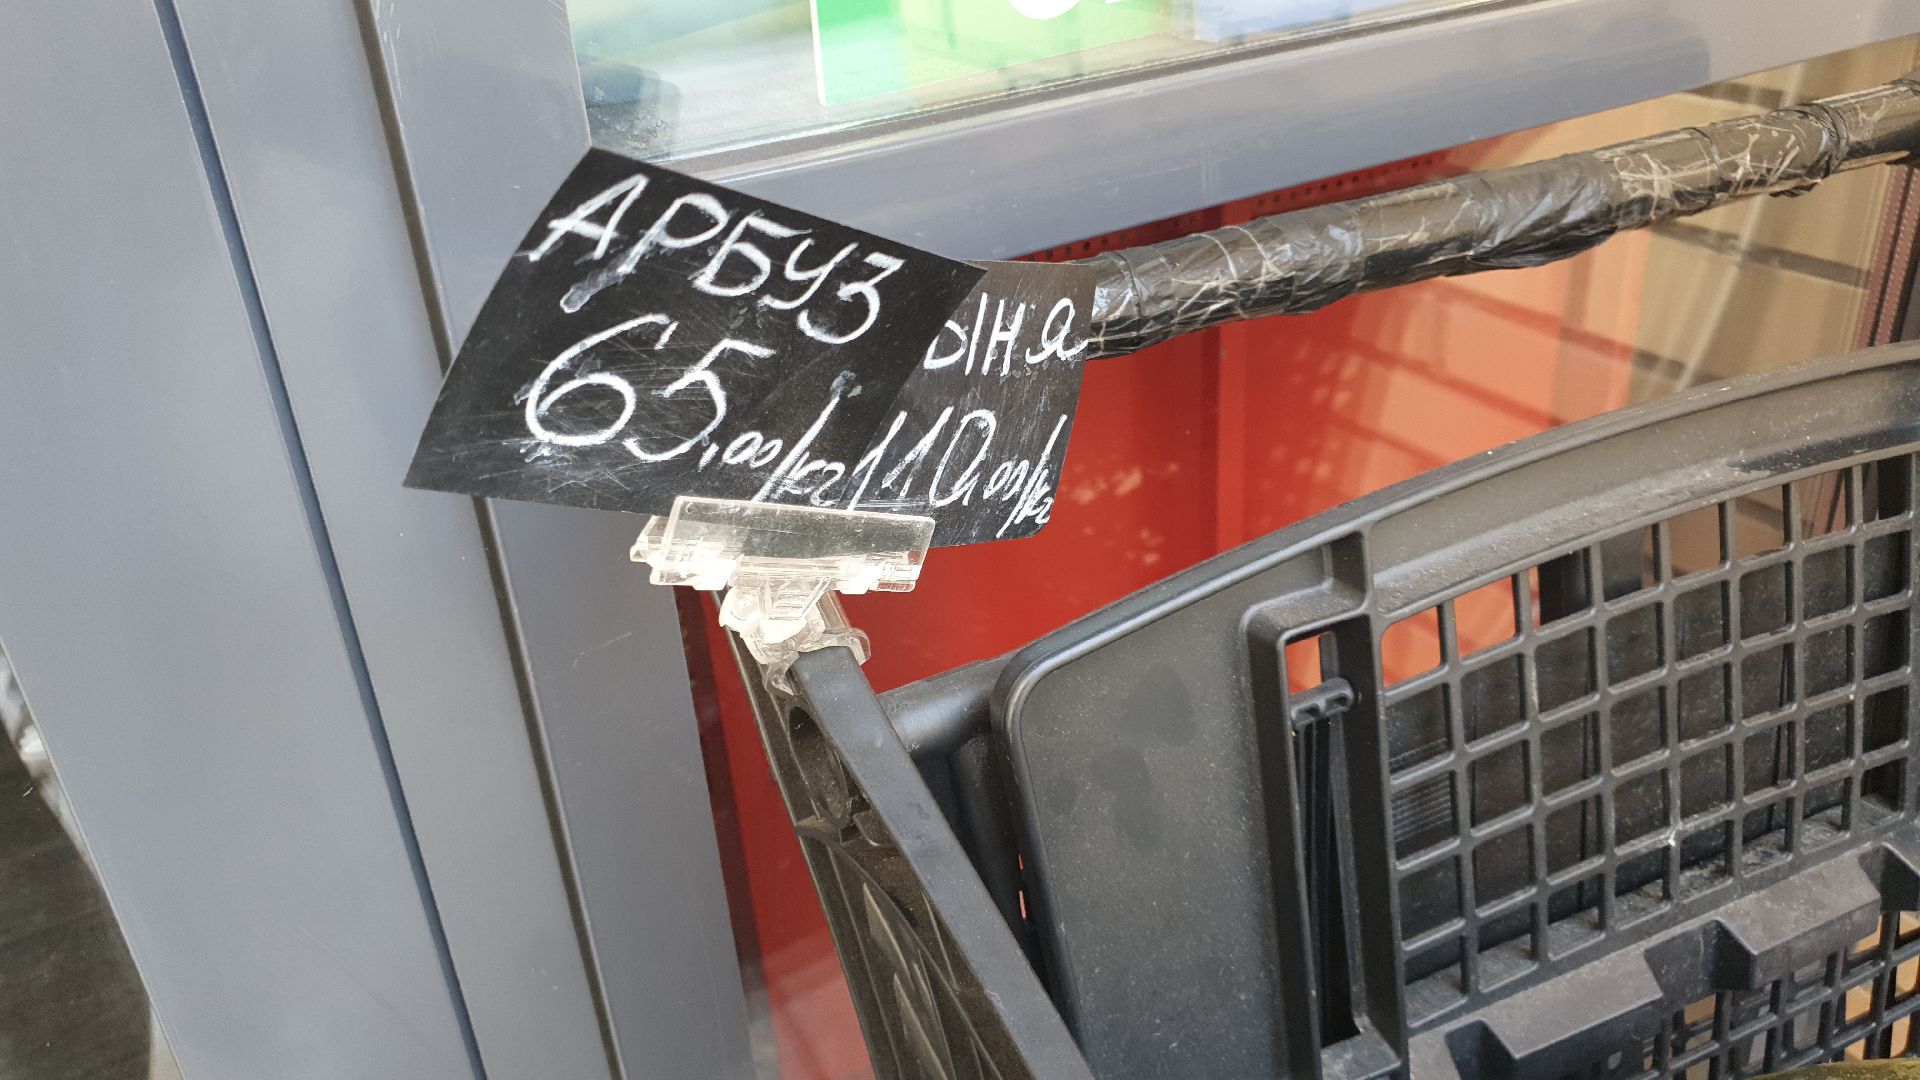 АРБУЗ
65,00/кг
ыня
110,00/кг